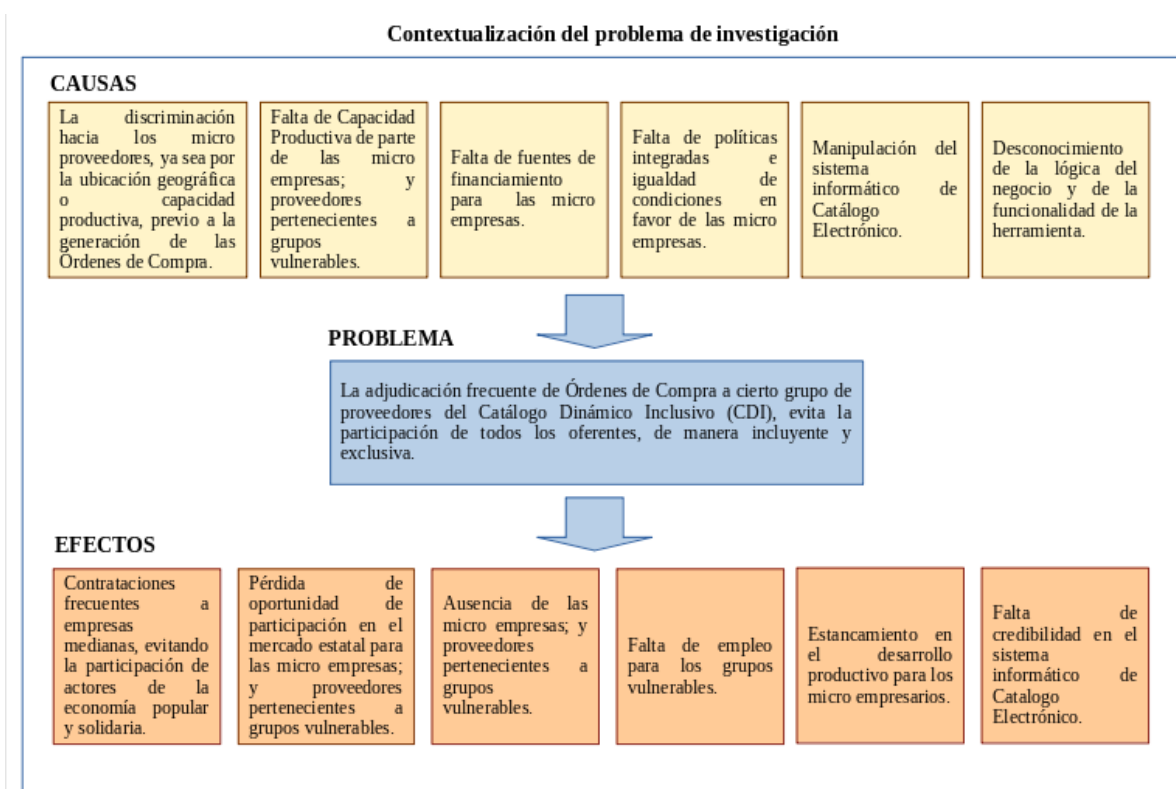 Contextualización del problema de investigación
CAUSAS
La discriminación
hacia los micro
proveedores, ya sea por
la ubicación geográfica
o capacidad
productiva, previo a la
generación de las
Órdenes de Compra.
Falta de Capacidad
Productiva de parte
de las micro
empresas; y
proveedores
pertenecientes a
grupos
vulnerables.
Falta de fuentes de
financiamiento
para las micro
empresas.
Falta de políticas
integradas e
igualdad de
condiciones en
favor de las micro
empresas.
Manipulación del
sistema
informático de
Catálogo
Electrónico.
Desconocimiento
de la lógica del
negocio y de la
funcionalidad de la
herramienta.
PROBLEMA
La adjudicación frecuente de Órdenes de Compra a cierto grupo de
proveedores del Catálogo Dinámico Inclusivo (CDI), evita la
participación de todos los oferentes, de manera incluyente y
exclusiva.
EFECTOS
Contrataciones
frecuentes a
empresas
medianas, evitando
la participación de
actores de la
economía popular
y solidaria.
Pérdida de
oportunidad de
participación en el
mercado estatal para
las micro empresas;
y proveedores
pertenecientes a
grupos vulnerables.
Ausencia de las
micro empresas; y
proveedores
pertenecientes a
grupos
vulnerables.
Falta de empleo
para los grupos
vulnerables.
Estancamiento en
el desarrollo
productivo para los
micro empresarios.
Falta de
credibilidad en el
sistema
informático de
Catalogo
Electrónico.